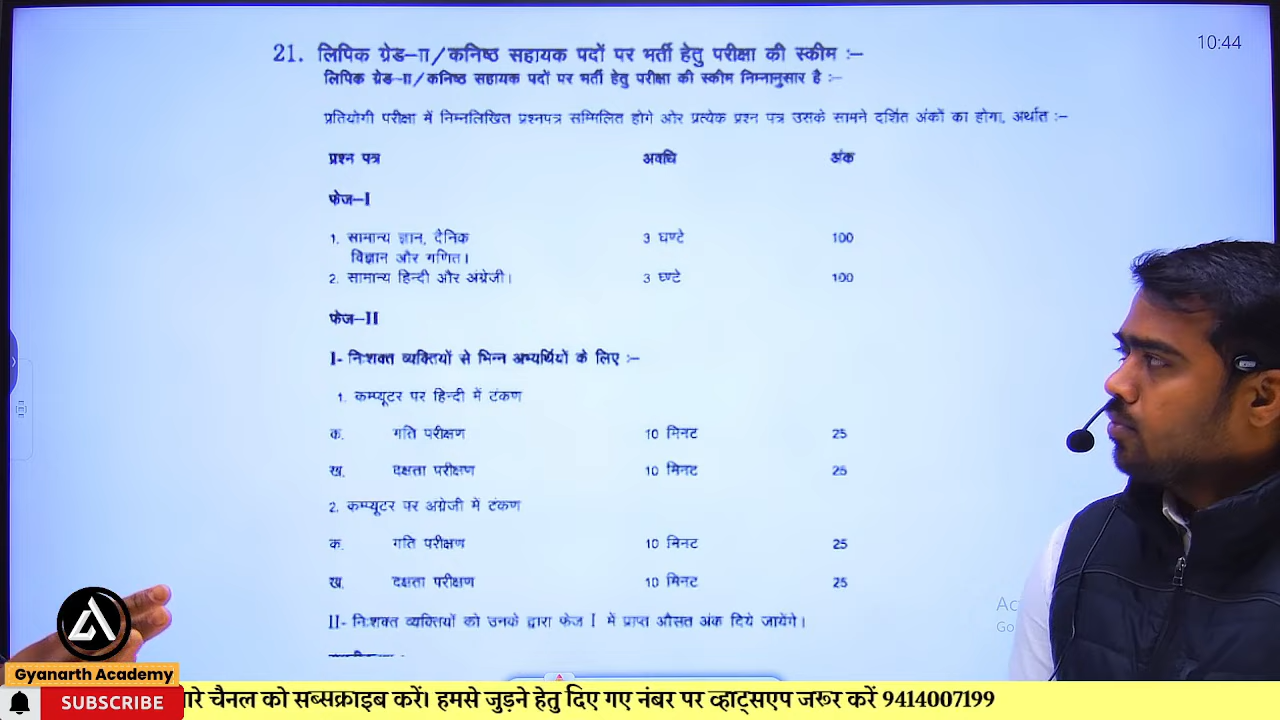 10:44
21. लिपिक ग्रेड–II/कनिष्ठ सहायक पदों पर भर्ती हेतु परीक्षा की स्कीम :–
लिपिक ग्रेड–II/कनिष्ठ सहायक पदों पर भर्ती हेतु परीक्षा की स्कीम निम्नानुसार है :–
प्रतियोगी परीक्षा में निम्नलिखित प्रश्नपत्र सम्मिलित होगे ओर प्रत्येक प्रश्न पत्र उसके सामने दर्शित अंकों का होगा, अर्थात :–
प्रश्न पत्र अवधि अंक
फेज–I
1. सामान्य ज्ञान, दैनिक 3 घण्टे 100
विज्ञान और गणित।
2. सामान्य हिन्दी और अंग्रेजी। 3 घ्ण्टे 100
फेज–II
I- निःशक्त व्यक्तियों से भिन्न अभ्यर्थियों के लिए :–
1. कम्प्यूटर पर हिन्दी में टंकण
क. गति परीक्षण 10 मिनट 25
ख. दक्षता परीक्षण 10 मिनट 25
2. कम्प्यूटर पर अंग्रेजी में टंकण
क. गति परीक्षण 10 मिनट 25
ख. दक्षता परीक्षण 10 मिनट 25
II- निःशक्त व्यक्तियों को उनके द्वारा फेज I में प्राप्त औसत अंक दिये जायेंगे।
Ac
Go
Gyanarth Academy
SUBSCRIBE
रे चैनल को सब्सक्राइब करें। हमसे जुड़ने हेतु दिए गए नंबर पर व्हाट्सएप जरूर करें 9414007199